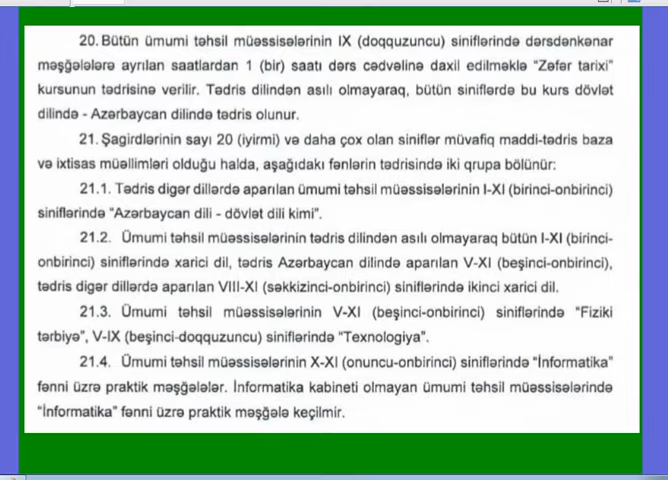 20. Bütün ümumi təhsil müəssisələrinin IX (doqquzuncu) siniflərində dərsdənkənar
məşğələlərə ayrılan saatlardan 1 (bir) saatı dərs cədvəlinə daxil edilməklə “Zəfər tarixi”
kursunun tədrisinə verilir. Tədris dilindən asılı olmayaraq, bütün siniflərdə bu kurs dövlət
dilində - Azərbaycan dilində tədris olunur.
21. Şagirdlərinin sayı 20 (iyirmi) və daha çox olan siniflər müvafiq maddi-tədris baza
və ixtisas müəllimləri olduğu halda, aşağıdakı fənlərin tədrisində iki qrupa bölünür:
21.1. Tədris digər dillərdə aparılan ümumi təhsil müəssisələrinin I-XI (birinci-onbirinci)
siniflərində “Azərbaycan dili - dövlət dili kimi”.
21.2. Ümumi təhsil müəssisələrinin tədris dilindən asılı olmayaraq bütün I-XI (birinci-
onbirinci) siniflərində xarici dil, tədris Azərbaycan dilində aparılan V-XI (beşinci-onbirinci),
tədris digər dillərdə aparılan VIII-XI (səkkizinci-onbirinci) siniflərində ikinci xarici dil.
21.3. Ümumi təhsil müəssisələrinin V-XI (beşinci-onbirinci) siniflərində “Fiziki
tərbiyə”, V-IX (beşinci-doqquzuncu) siniflərində “Texnologiya”.
21.4. Ümumi təhsil müəssisələrinin X-XI (onuncu-onbirinci) siniflərində “İnformatika”
fənni üzrə praktik məşğələlər. İnformatika kabineti olmayan ümumi təhsil müəssisələrində
“İnformatika” fənni üzrə praktik məşğələ keçilmir.